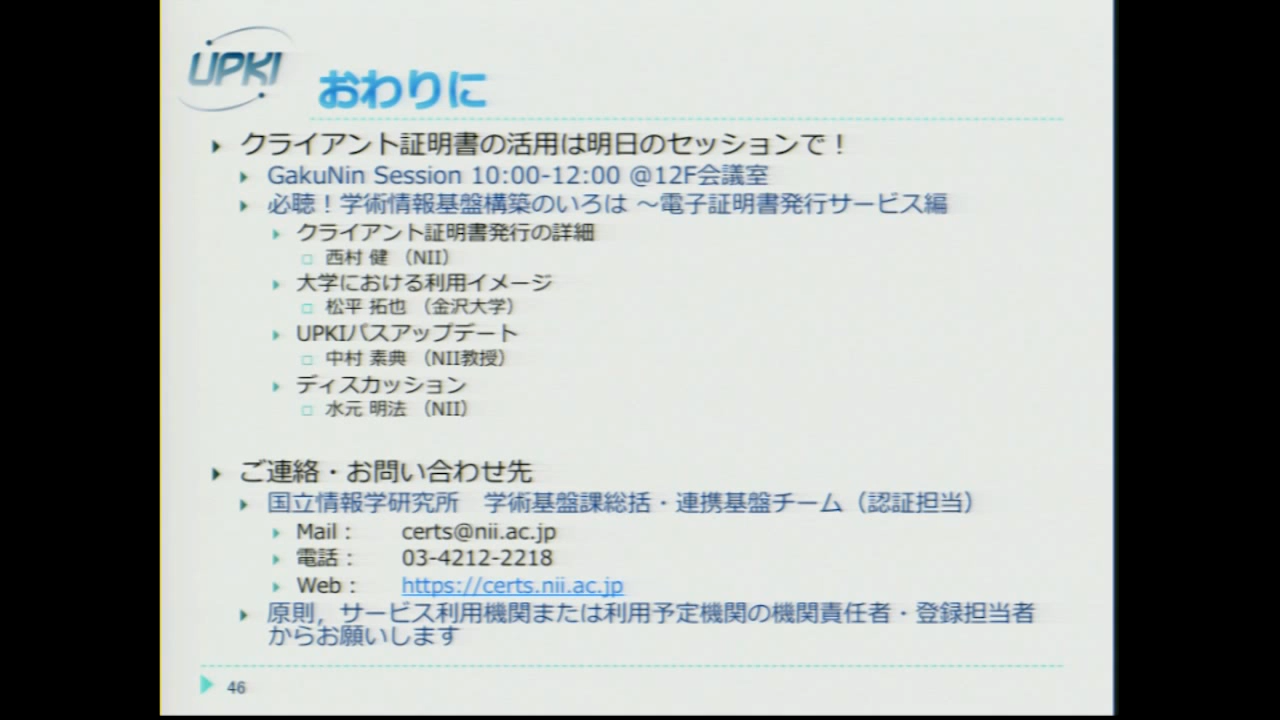 UPKI
おわりに
クライアント証明書の活用は明日のセッションで！
GakuNin Session 10:00-12:00 @12F会議室
必聴！学術情報基盤構築のいろは ～電子証明書発行サービス編
クライアント証明書発行の詳細
西村 健 （NII）
大学における利用イメージ
松平 拓也 （金沢大学）
UPKIパスアップデート
中村 素典 （NII教授）
ディスカッション
水元 明法 （NII）
ご連絡・お問い合わせ先
国立情報学研究所　学術基盤課総括・連携基盤チーム（認証担当）
Mail： certs@nii.ac.jp
電話： 03-4212-2218
Web： https://certs.nii.ac.jp
原則，サービス利用機関または利用予定機関の機関責任者・登録担当者
からお願いします
46